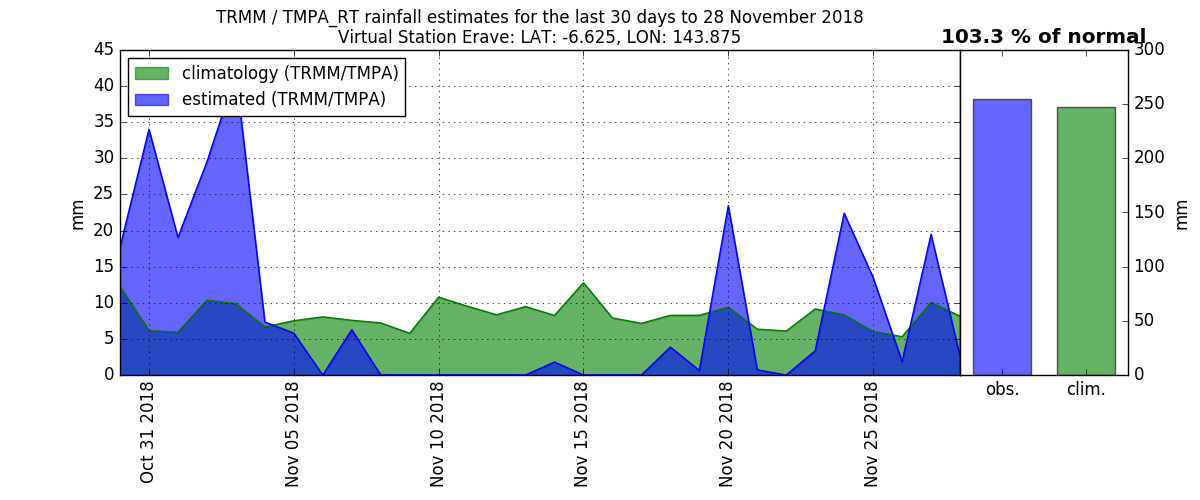 TRMM / TMPA_RT rainfall estimates for the last 30 days to 28 November 2018
Virtual Station Erave: LAT: -6.625, LON: 143.875
103.3 % of normal
climatology (TRMM/TMPA)
estimated (TRMM/TMPA)
45
40
35
30
25
20
15
10
5
0
mm
Oct 31 2018
Nov 05 2018
Nov 10 2018
Nov 15 2018
Nov 20 2018
Nov 25 2018
300
250
200
150
100
50
0
mm
obs.
clim.